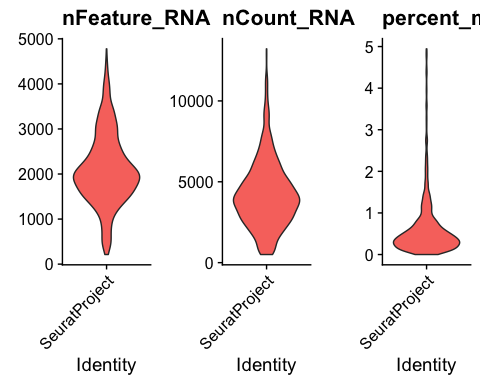 nFeature_RNA
5000
4000
3000
2000
1000
0
SeuratProject
Identity
nCount_RNA
10000
5000
0
SeuratProject
Identity
percent_m
5
4
3
2
1
0
SeuratProject
Identity